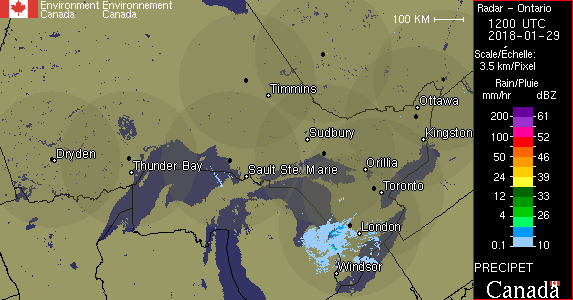 Environment Environnement
Canada Canada
100 KM
Timmins
Ottawa
Sudbury
Kingston
Dryden
Thunder Bay
Sault Ste. Marie
Orillia
Toronto
London
Windsor
Radar - Ontario
1200 UTC
2018-01-29
Scale/Échelle:
3.5 km/Pixel
Rain/Pluie
mm/hr dBZ
200 61
100 52
50 46
24 39
12 33
4 26
0.1 10
PRECIPET
Canada